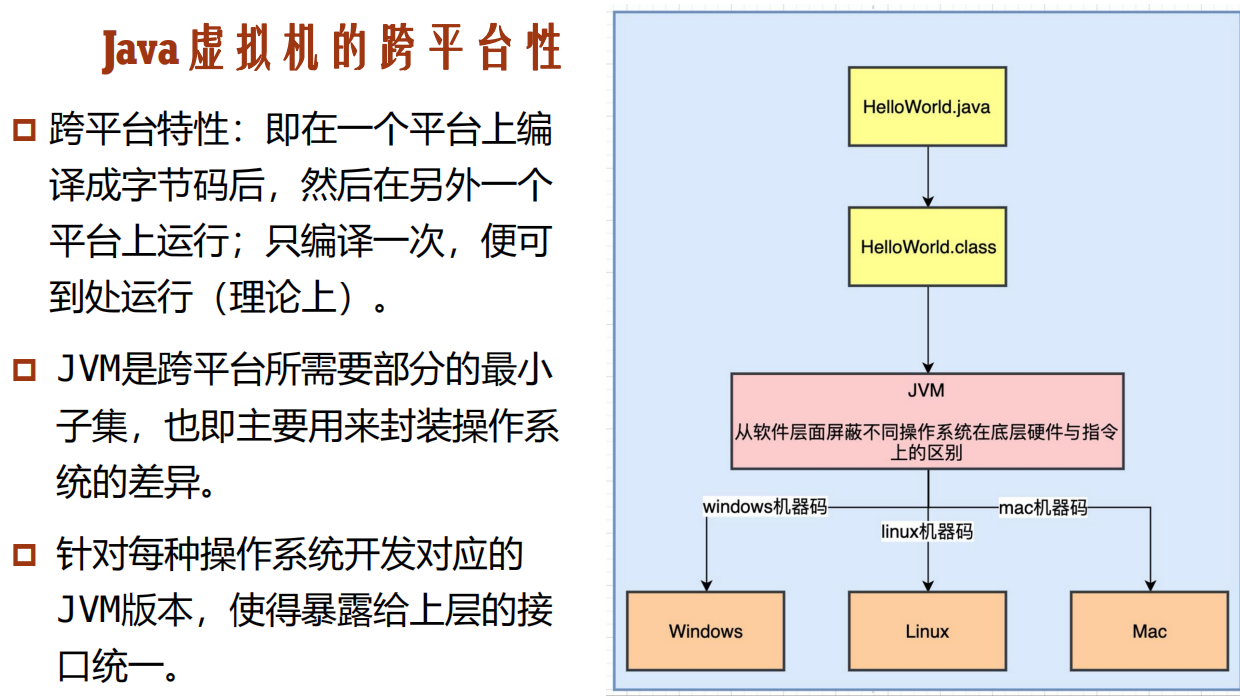 Java虚拟机的跨平台性
跨平台特性：即在一个平台上编
译成字节码后，然后在另外一个
平台上运行；只编译一次，便可
到处运行（理论上）。
JVM是跨平台所需要部分的最小
子集，也即主要用来封装操作系
统的差异。
针对每种操作系统开发对应的
JVM版本，使得暴露给上层的接
口统一。
HelloWorld.java
HelloWorld.class
JVM
从软件层面屏蔽不同操作系统在底层硬件与指令
上的区别
windows机器码
linux机器码
mac机器码
Windows
Linux
Mac